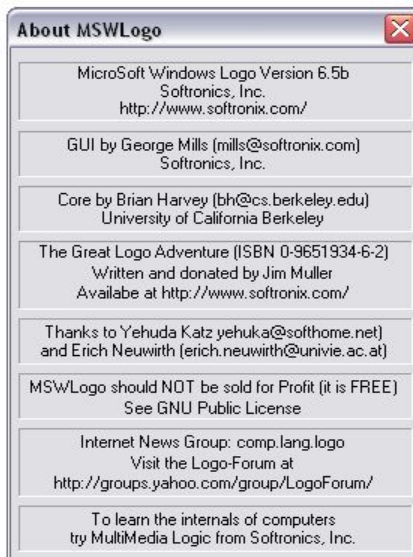 About MSWLogo
MicroSoft Windows Logo Version 6.5b
Softronics, Inc.
http://www.softronix.com/
GUI by George Mills (mills@softronix.com)
Softronics, Inc.
Core by Brian Harvey (bh@cs.berkeley.edu)
University of California Berkeley
The Great Logo Adventure (ISBN 0-9651934-6-2)
Written and donated by Jim Muller
Availabe at http://www.softronix.com/
Thanks to Yehuda Katz yehuka@softhome.net)
and Erich Neuwirth (erich.neuwirth@univie.ac.at)
MSWLogo should NOT be sold for Profit (it is FREE)
See GNU Public License
Internet News Group: comp.lang.logo
Visit the Logo-Forum at
http://groups.yahoo.com/group/LogoForum/
To learn the internals of computers
try MultiMedia Logic from Softronics, Inc.